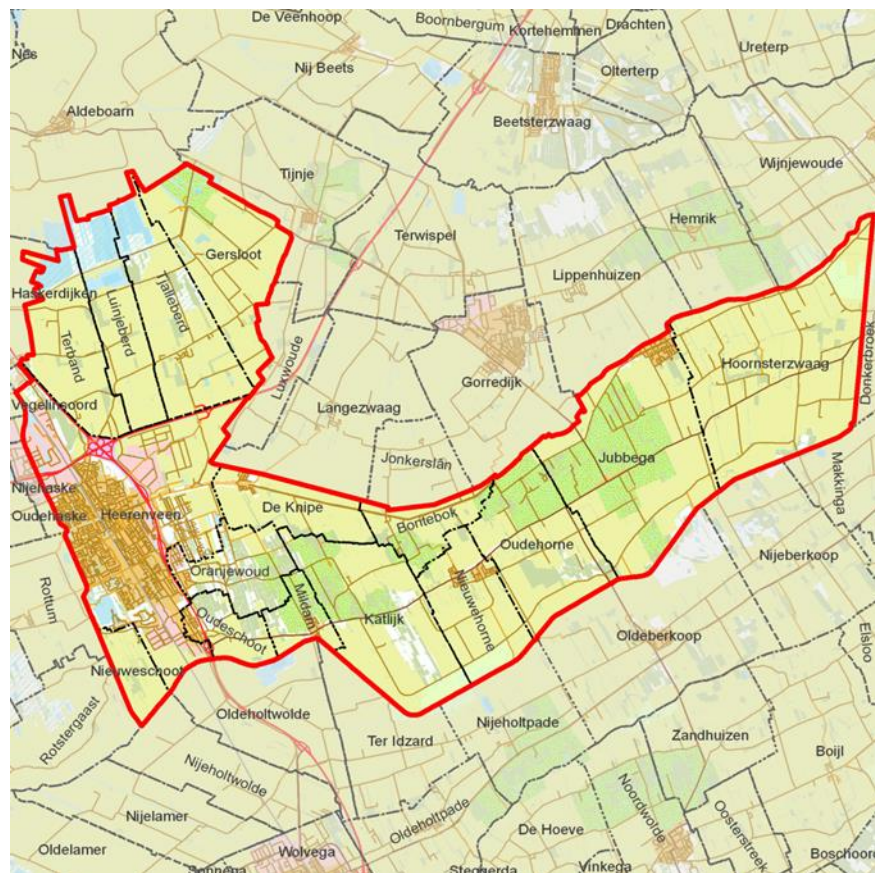 De Veenhoop
Boornbergum
Kortehemmen
Drachten
Ureterp
Nes
Nij Beets
Olterterp
Aldeboarn
Beetsterzwaag
Wijnjewoude
Tijnje
Hemrik
Terwispel
Gersloot
Lippenhuizen
Haskerdijken
Luinjeberd
Tjalleberd
Terband
Luxwoude
Donkerbroek
Hoornsterzwaag
Gorredijk
Vegelinsoord
Langezwaag
Jonkerslân
Jubbega
Makkinga
Nijehaske
Oudehaske
Heerenveen
De Knipe
Bontebok
Oudehorne
Nijeberkoop
Oranjewoud
Rottum
Mildam
Nieuwehorne
Katlijk
Oudeschoot
Oldeberkoop
Elsloo
Nieuweschoot
Rotstergaast
Oldeholtwolde
Nijeholtpade
Ter Idzard
Zandhuizen
Boijl
Nijeholtwolde
Noordwolde
Nijelamer
Oldeholtpade
De Hoeve
Oosterstreek
Oldelamer
Wolvega
Boschoord
Sonnega
Steggerda
Vinkega